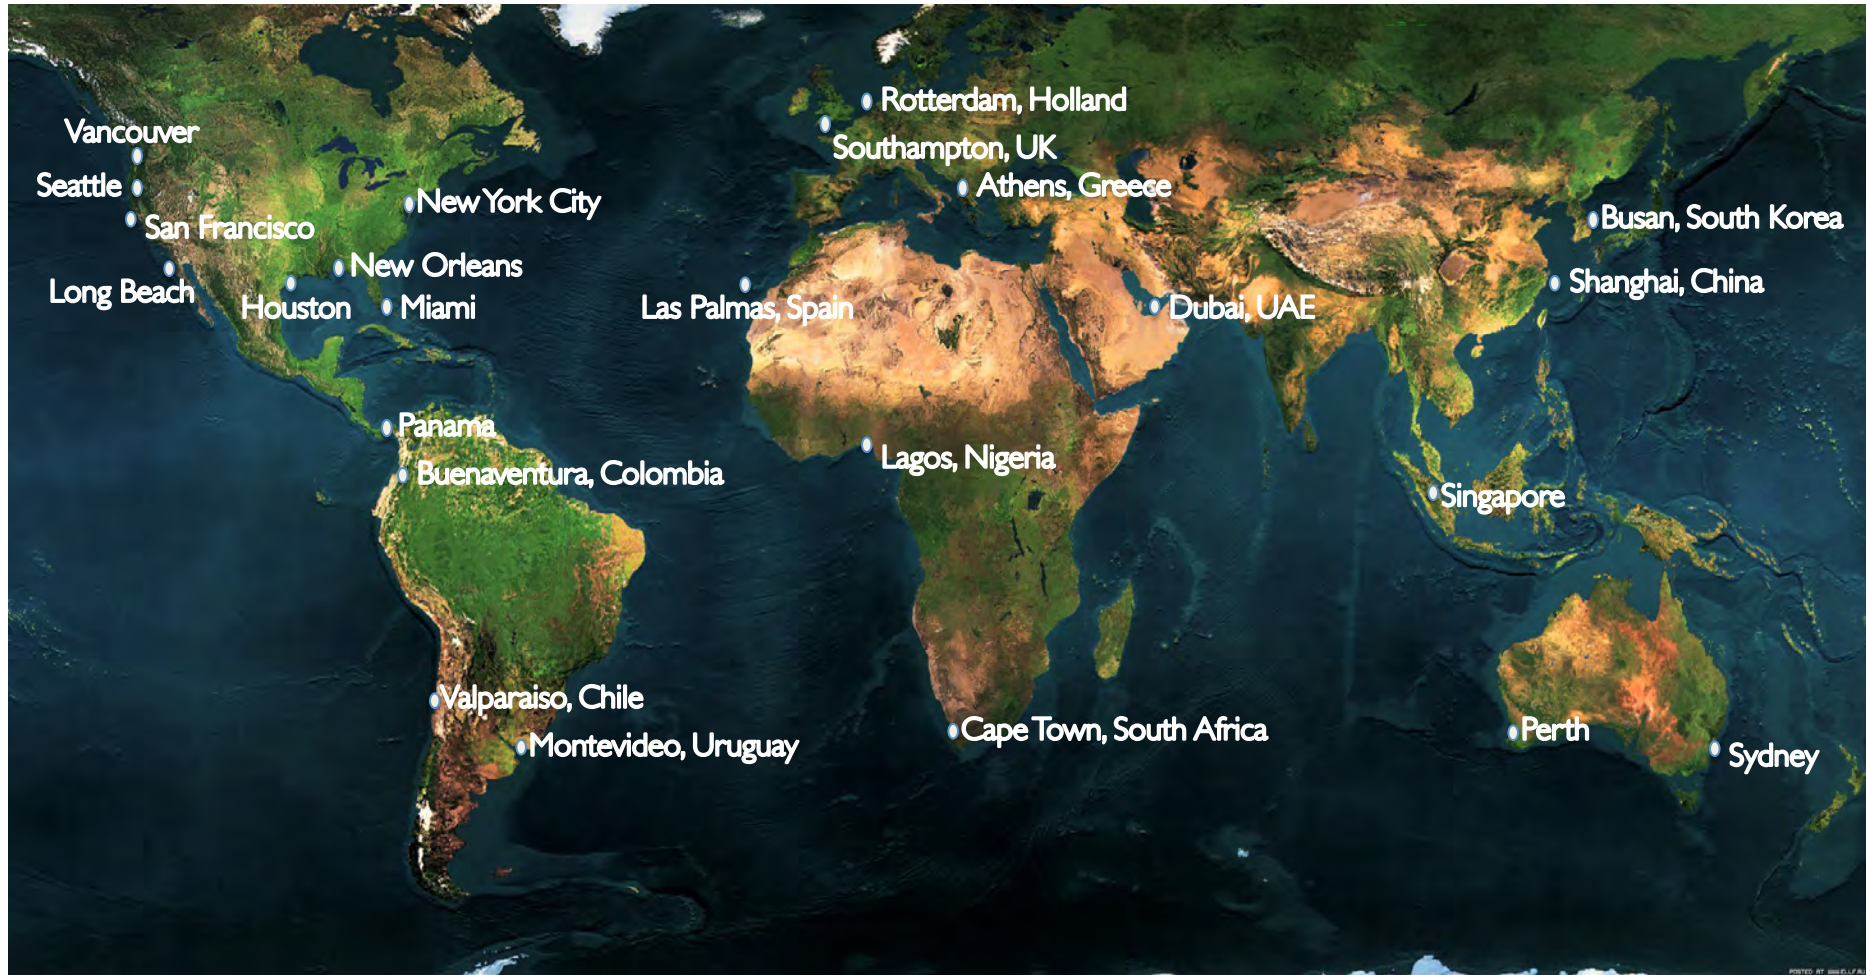 Rotterdam, Holland
Vancouver
Southampton, UK
Seattle
Athens, Greece
New York City
Busan, South Korea
San Francisco
New Orleans
Shanghai, China
Long Beach
Houston
Miami
Las Palmas, Spain
Dubai, UAE
Panama
Lagos, Nigeria
Buenaventura, Colombia
Singapore
Valparaiso, Chile
Cape Town, South Africa
Perth
Montevideo, Uruguay
Sydney